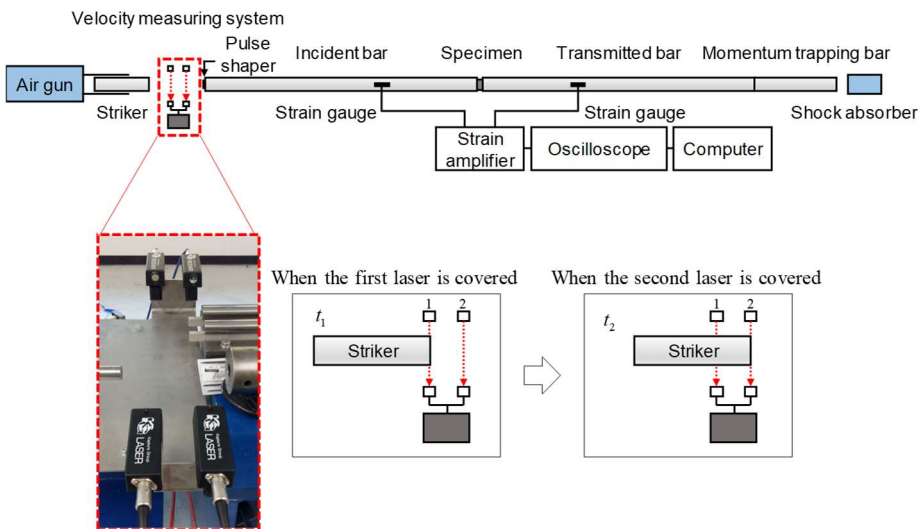 Velocity measuring system
Pulse
shaper
Incident bar
Specimen
Transmitted bar
Momentum trapping bar
Air gun
Striker
Strain gauge
Strain gauge
Shock absorber
Strain
amplifier
Oscilloscope
Computer
When the first laser is covered
When the second laser is covered
t1
1 2
Striker
t2
1 2
Striker
LASER
LASER